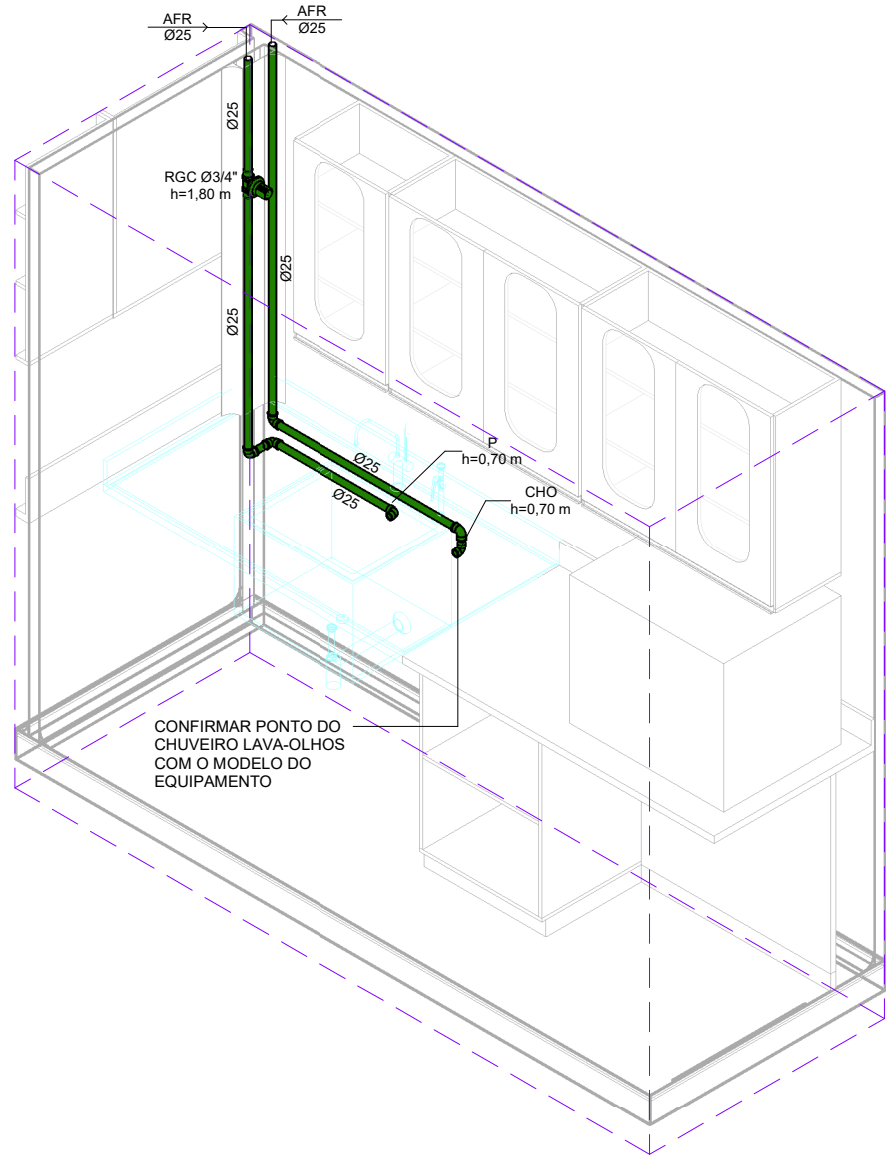 AFR
Ø25
AFR
Ø25
Ø25
RGC Ø3/4"
h=1,80 m
Ø25
Ø25
P
h=0,70 m
Ø25
Ø25
CHO
h=0,70 m
CONFIRMAR PONTO DO
CHUVEIRO LAVA-OLHOS
COM O MODELO DO
EQUIPAMENTO